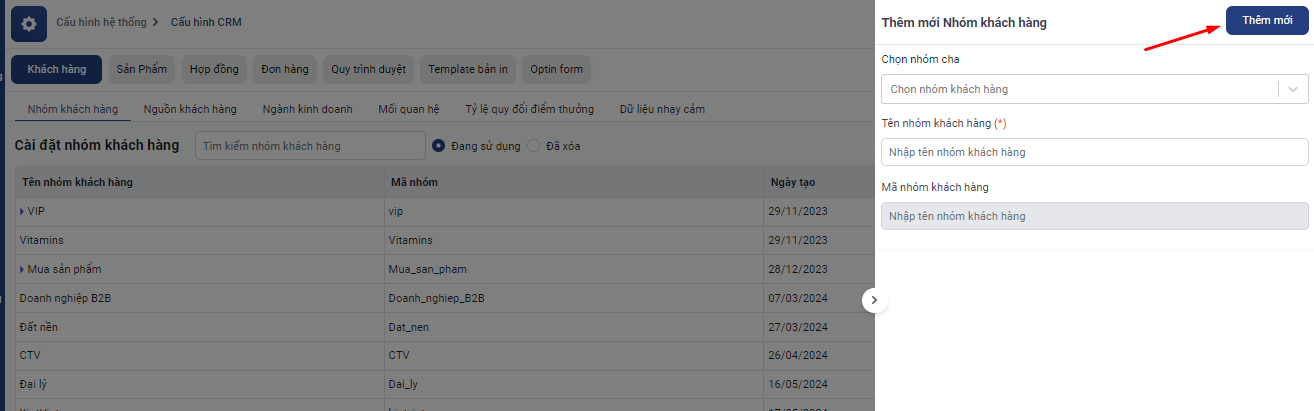 Cấu hình hệ thống > Cấu hình CRM
Khách hàng Sản Phẩm Hợp đồng Đơn hàng Quy trình duyệt Template bản in Optin form
Nhóm khách hàng Nguồn khách hàng Ngành kinh doanh Mối quan hệ Tỷ lệ quy đổi điểm thưởng Dữ liệu nhạy cảm
Cài đặt nhóm khách hàng Tìm kiếm nhóm khách hàng Đang sử dụng Đã xóa
Tên nhóm khách hàng Mã nhóm Ngày tạo
VIP vip 29/11/2023
Vitamins Vitamins 29/11/2023
Mua sản phẩm Mua_san_pham 28/12/2023
Doanh nghiệp B2B Doanh_nghiep_B2B 07/03/2024
Đất nền Dat_nen 27/03/2024
CTV CTV 26/04/2024
Đại lý Dai_ly 16/05/2024
Thêm mới Nhóm khách hàng Thêm mới
Chọn nhóm cha
Chọn nhóm khách hàng
Tên nhóm khách hàng (*)
Nhập tên nhóm khách hàng
Mã nhóm khách hàng
Nhập tên nhóm khách hàng